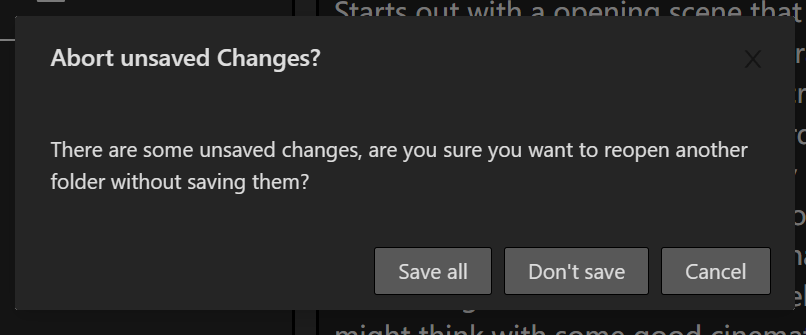 Starts out with a opening scene that
Abort unsaved Changes?
There are some unsaved changes, are you sure you want to reopen another
folder without saving them?
Save all
Don't save
Cancel
might think with some good